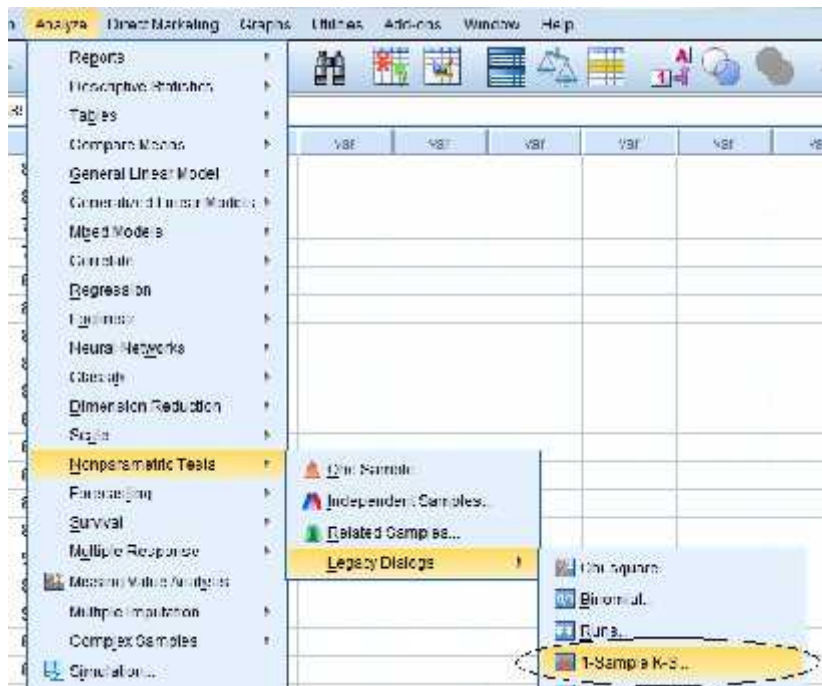 Analyze Direct Marketing Graphs Utilities Add-ons Window Help
Reports
Descriptive Statistics
Tables
Compare Means
var var var var var
General Linear Model
Generalized Linear Models
Mixed Models
Correlate
Regression
Loglinear
Neural Networks
Classify
Dimension Reduction
Scale
Nonparametric Tests
One Sample...
Forecasting
Independent Samples...
Survival
Related Samples...
Multiple Response
Legacy Dialogs
Chi-square...
Missing Value Analysis...
Binomial...
Multiple Imputation
Runs...
Complex Samples
1-Sample K-S...
Simulation...